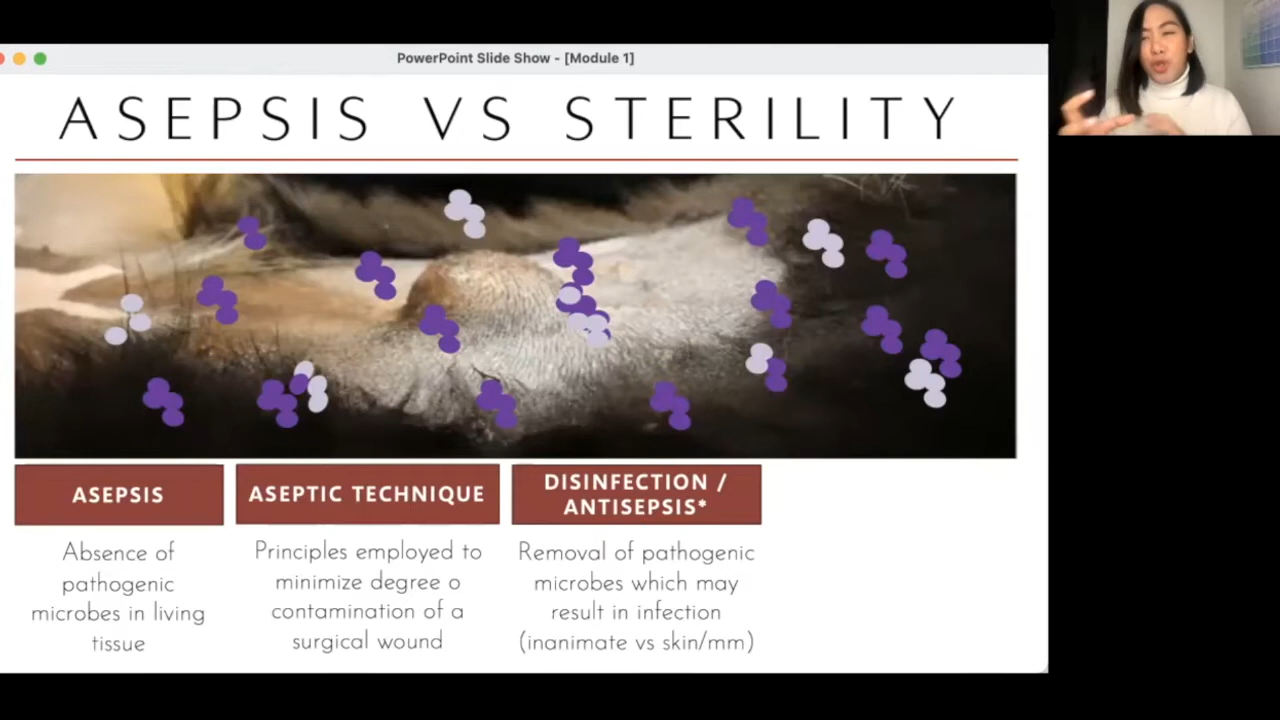 PowerPoint Slide Show - [Module 1]
ASEPSIS VS STERILITY
ASEPSIS
Absence of
pathogenic
microbes in living
tissue
ASEPTIC TECHNIQUE
Principles employed to
minimize degree o
contamination of a
surgical wound
DISINFECTION /
ANTISEPSIS*
Removal of pathogenic
microbes which may
result in infection
(inanimate vs skin/mm)